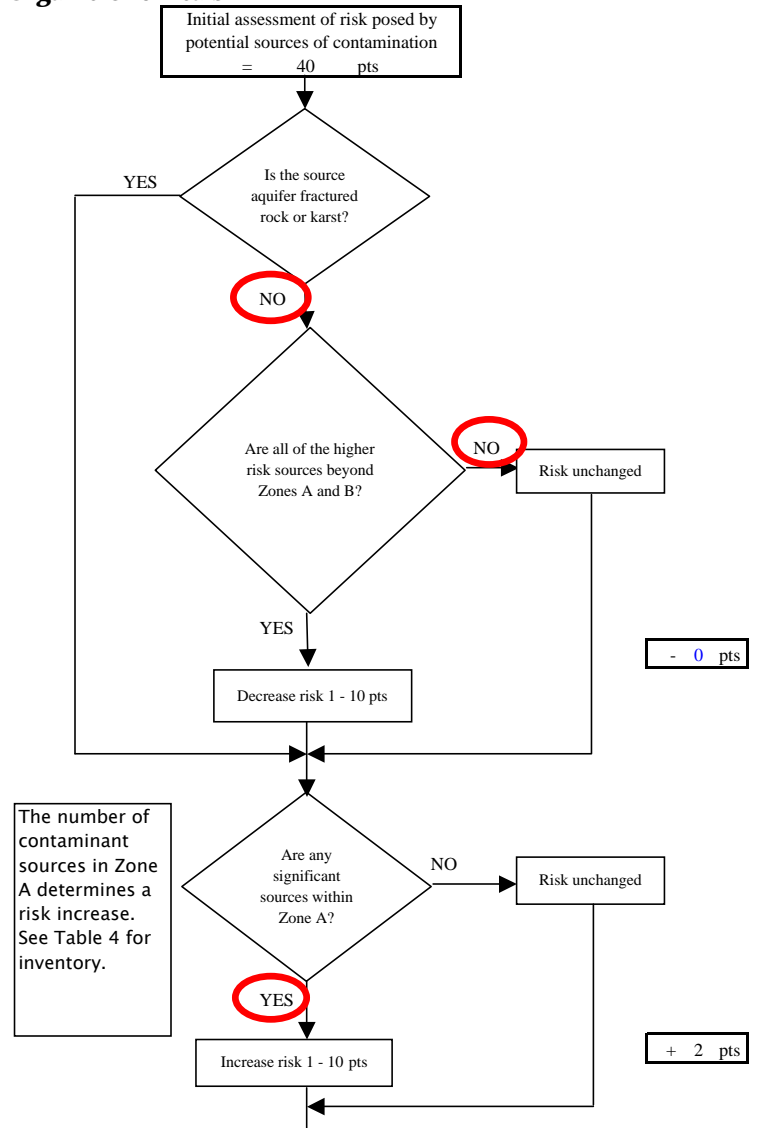 Initial assessment of risk posed by
potential sources of contamination
= 40 pts
Is the source
aquifer fractured
rock or karst?
YES
NO
Are all of the higher
risk sources beyond
Zones A and B?
NO
Risk unchanged
YES
- 0 pts
Decrease risk 1 - 10 pts
The number of
contaminant
sources in Zone
A determines a
risk increase.
See Table 4 for
inventory.
Are any
significant
sources within
Zone A?
NO
Risk unchanged
YES
Increase risk 1 - 10 pts
+ 2 pts